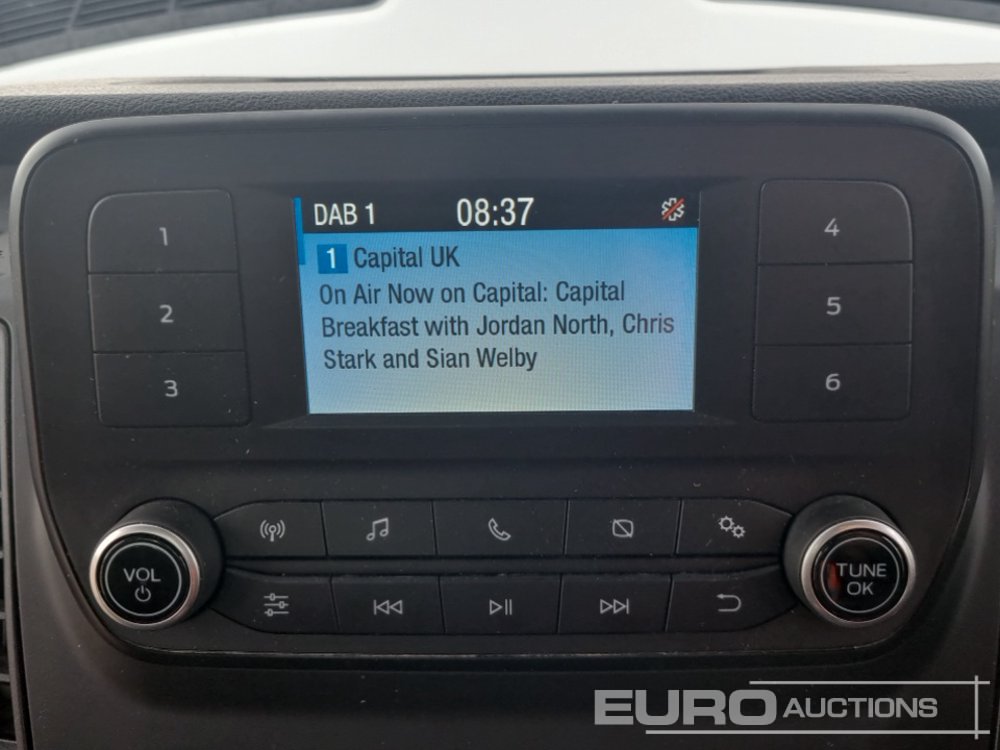 DAB 1 08:37
1 Capital UK
On Air Now on Capital: Capital
Breakfast with Jordan North, Chris
Stark and Sian Welby
1
2
3
4
5
6
VOL
TUNE
OK
EURO AUCTIONS